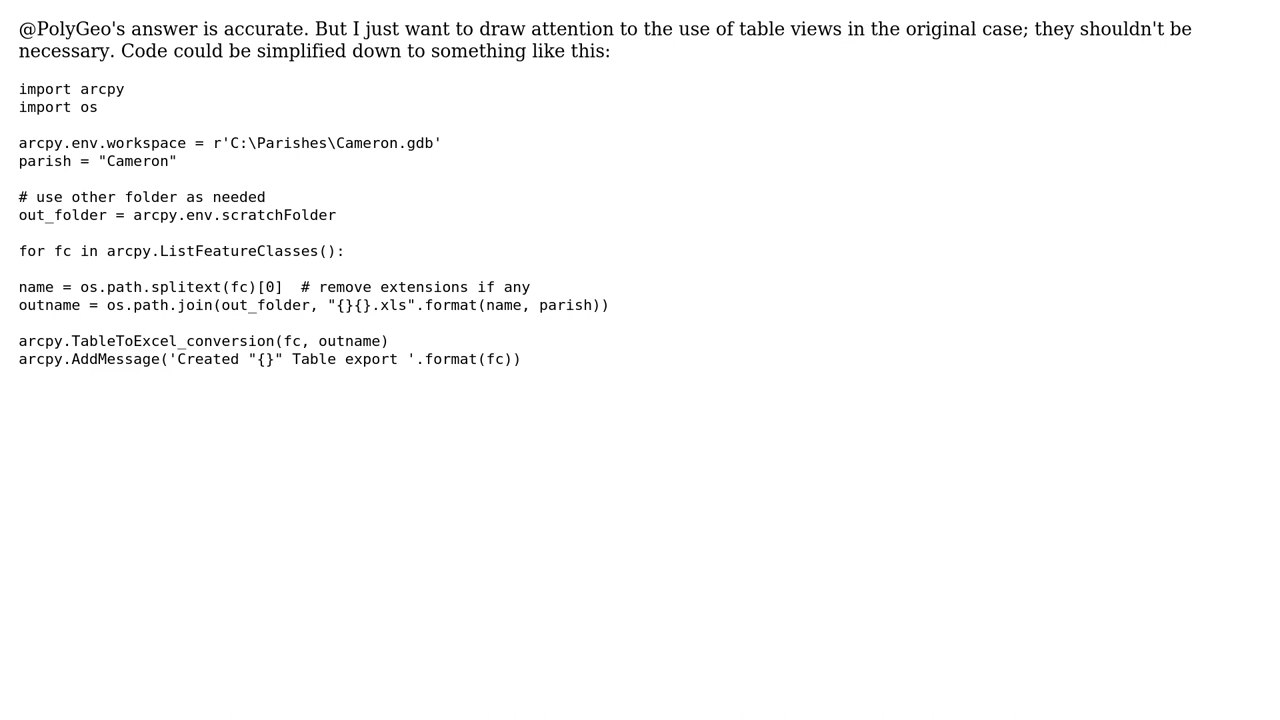 @PolyGeo's answer is accurate. But I just want to draw attention to the use of table views in the original case; they shouldn't be
necessary. Code could be simplified down to something like this:
import arcpy
import os
arcpy.env.workspace = r'C:\Parishes\Cameron.gdb'
parish = "Cameron"
# use other folder as needed
out_folder = arcpy.env.scratchFolder
for fc in arcpy.ListFeatureClasses():
name = os.path.splitext(fc)[0]  # remove extensions if any
outname = os.path.join(out_folder, "{}{}.xls".format(name, parish))
arcpy.TableToExcel_conversion(fc, outname)
arcpy.AddMessage('Created "{}" Table export '.format(fc))